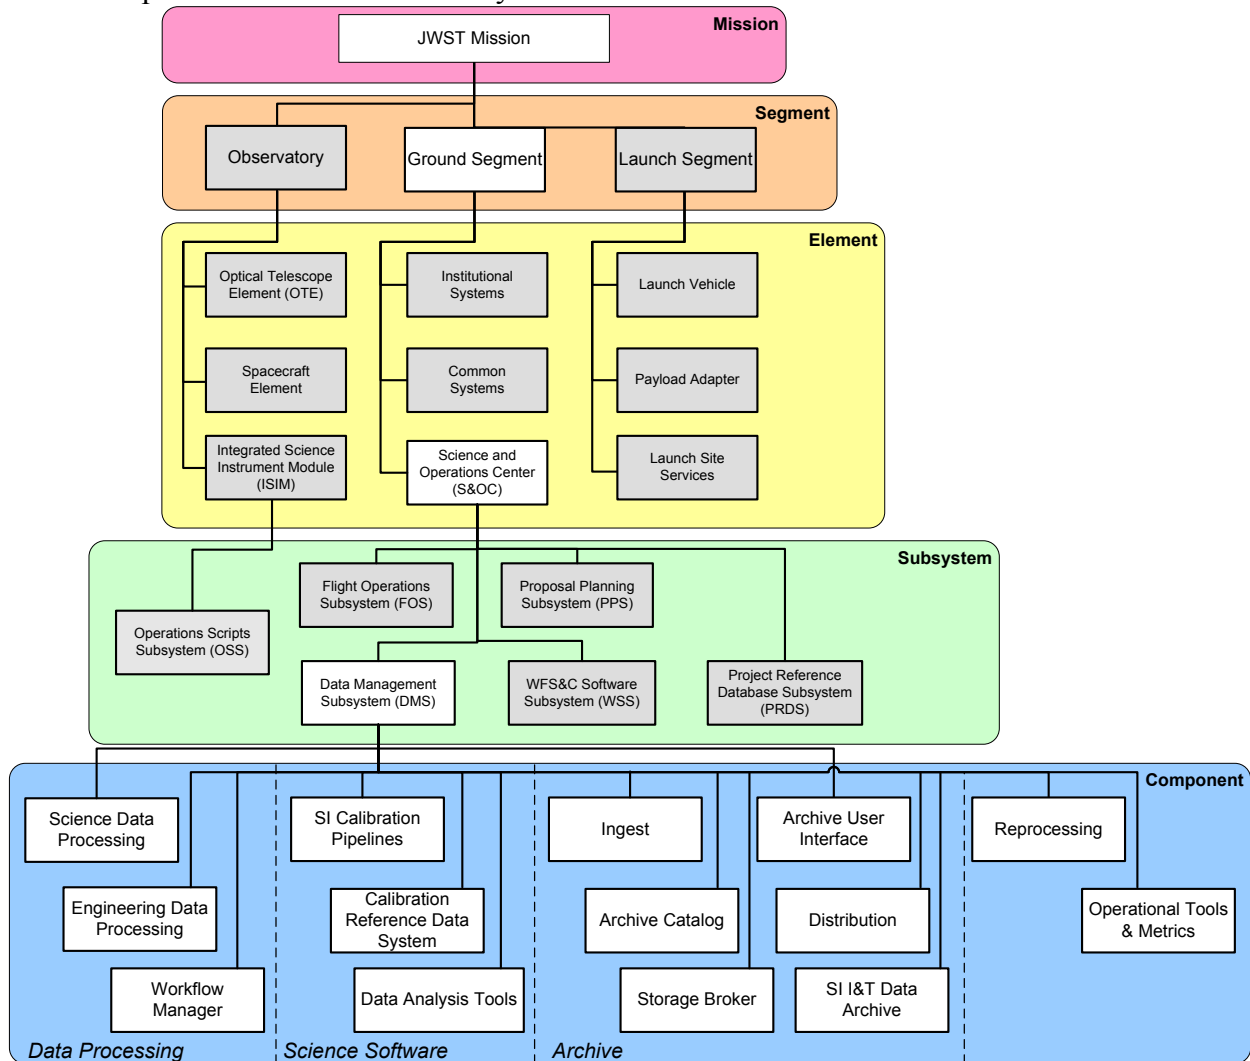 Mission
JWST Mission
Segment
Observatory
Ground Segment
Launch Segment
Element
Optical Telescope
Element (OTE)
Institutional
Systems
Launch Vehicle
Spacecraft
Element
Common
Systems
Payload Adapter
Integrated Science
Instrument Module
(ISIM)
Science and
Operations Center
(S&OC)
Launch Site
Services
Subsystem
Flight Operations
Subsystem (FOS)
Proposal Planning
Subsystem (PPS)
Operations Scripts
Subsystem (OSS)
Data Management
Subsystem (DMS)
WFS&C Software
Subsystem (WSS)
Project Reference
Database Subsystem
(PRDS)
Component
Science Data
Processing
SI Calibration
Pipelines
Ingest
Archive User
Interface
Reprocessing
Engineering Data
Processing
Calibration
Reference Data
System
Archive Catalog
Distribution
Operational Tools
& Metrics
Workflow
Manager
Data Analysis Tools
Storage Broker
SI I&T Data
Archive
Data Processing
Science Software
Archive